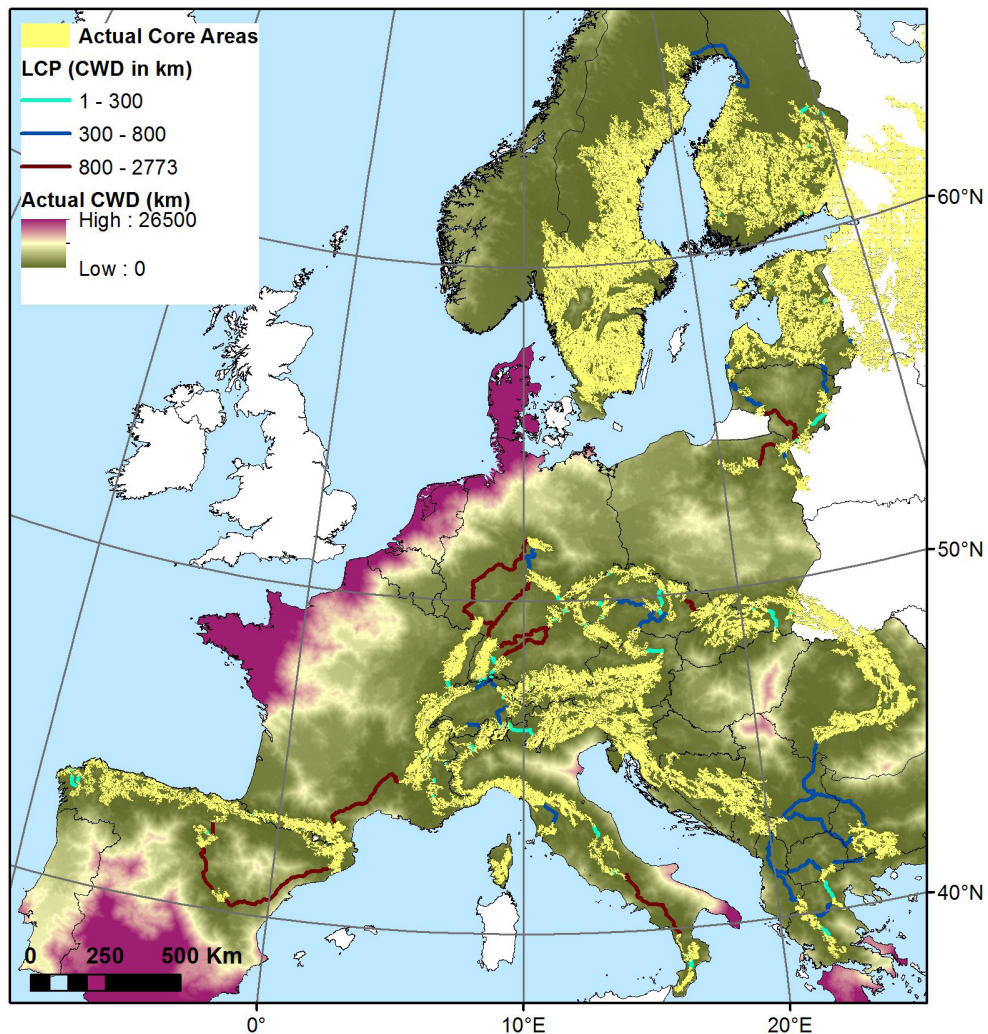 Actual Core Areas
LCP (CWD in km)
1 - 300
300 - 800
800 - 2773
Actual CWD (km)
High : 26500
Low : 0
60°N
50°N
40°N
0 250 500 Km
0° 10°E 20°E